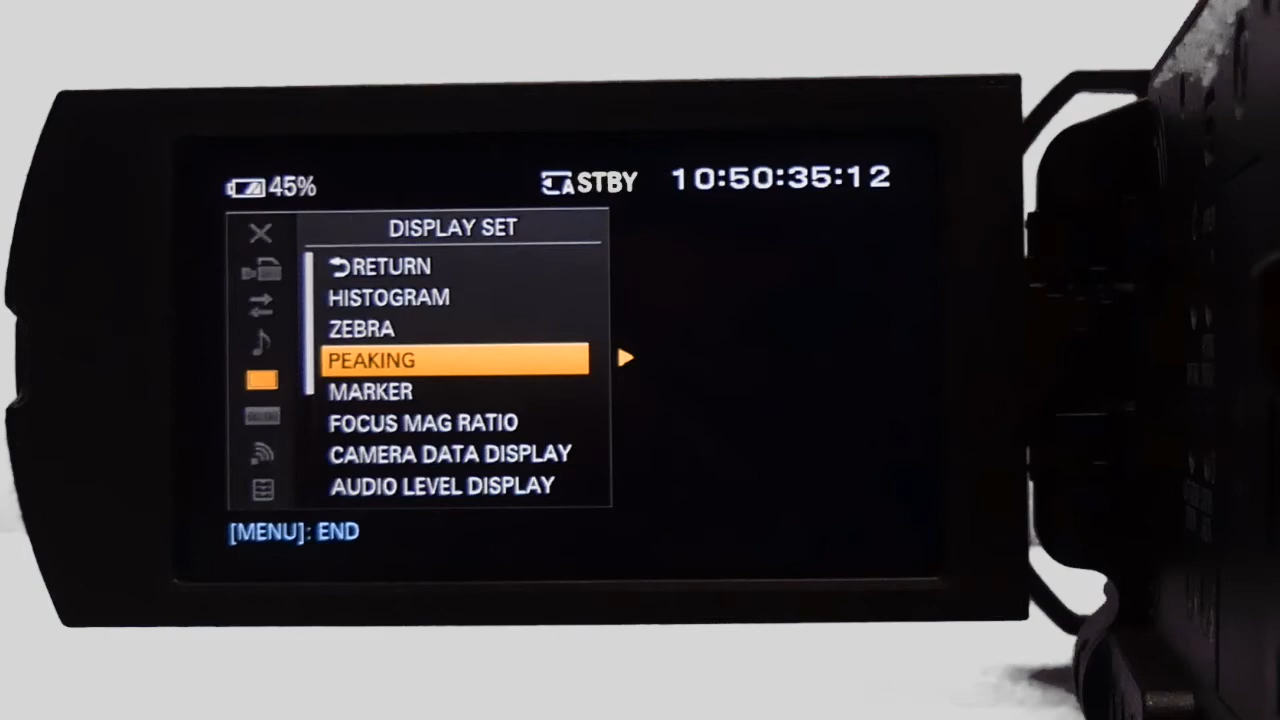 45%
A STBY
10:50:35:12
DISPLAY SET
RETURN
HISTOGRAM
ZEBRA
PEAKING
MARKER
FOCUS MAG RATIO
CAMERA DATA DISPLAY
AUDIO LEVEL DISPLAY
[MENU]: END